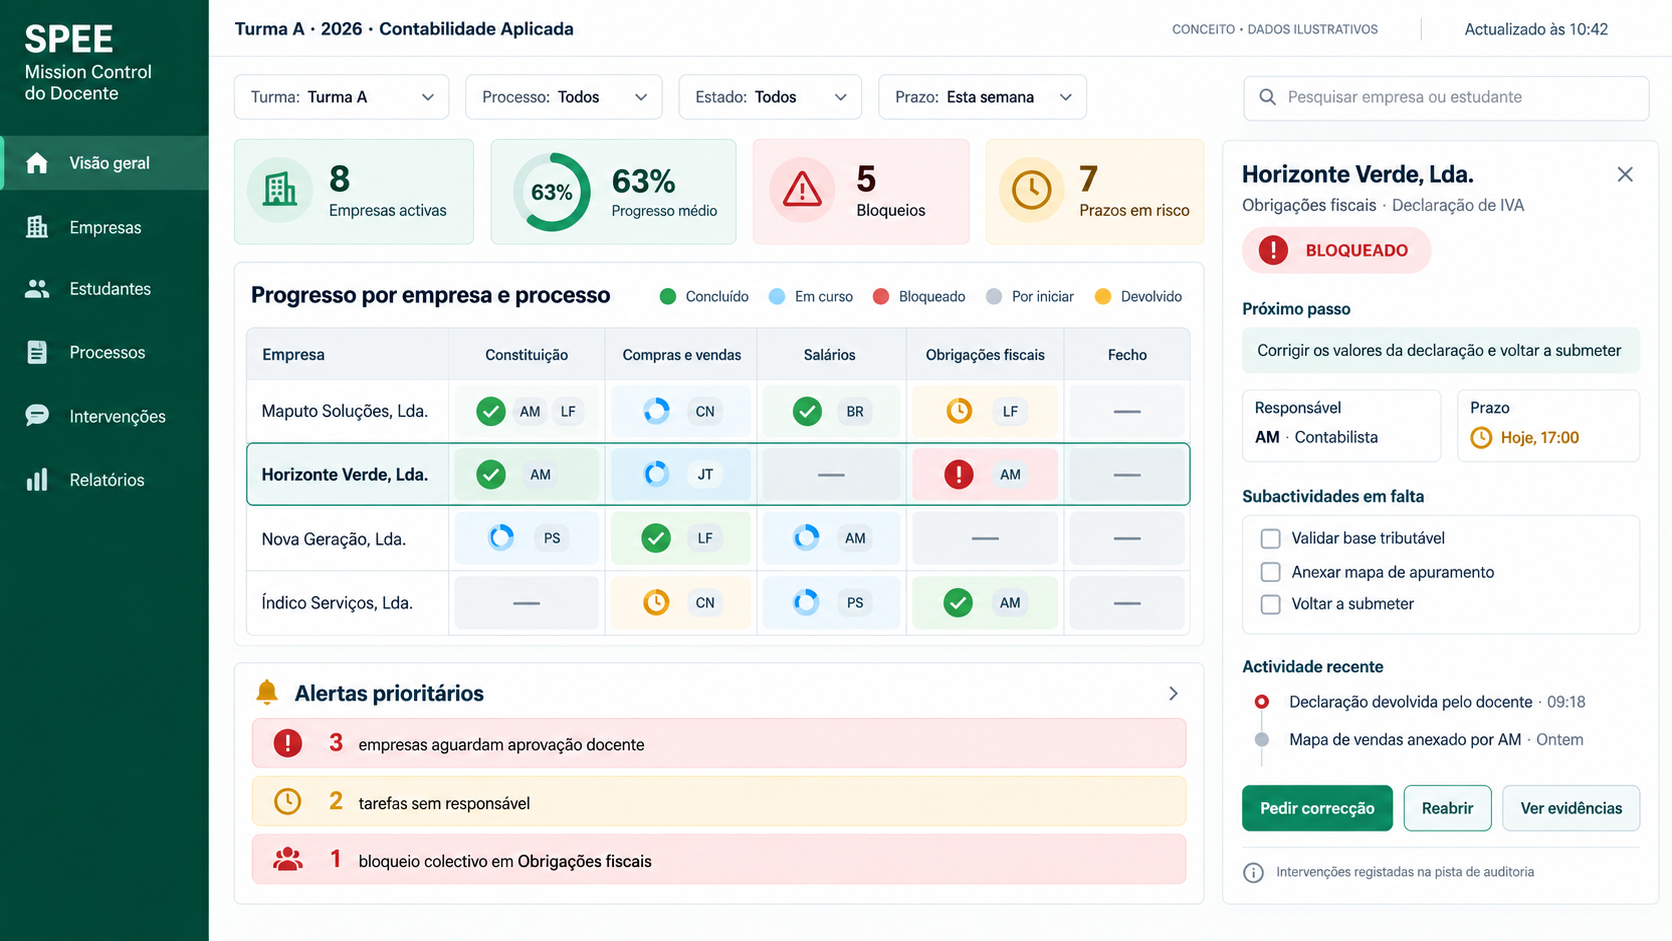 SPEE
Mission Control
do Docente
Visão geral
Empresas
Estudantes
Processos
Intervenções
Relatórios
Turma A · 2026 · Contabilidade Aplicada
CONCEITO • DADOS ILUSTRATIVOS
Actualizado às 10:42
Turma: Turma A
Processo: Todos
Estado: Todos
Prazo: Esta semana
Pesquisar empresa ou estudante
8
Empresas activas
63%
63%
Progresso médio
5
Bloqueios
7
Prazos em risco
Progresso por empresa e processo
Concluído
Em curso
Bloqueado
Por iniciar
Devolvido
Empresa Constituição Compras e vendas Salários Obrigações fiscais Fecho
Maputo Soluções, Lda. AM LF CN BR LF —
Horizonte Verde, Lda. AM JT — AM —
Nova Geração, Lda. PS LF AM — —
Índico Serviços, Lda. — CN PS AM —
Alertas prioritários
3 empresas aguardam aprovação docente
2 tarefas sem responsável
1 bloqueio colectivo em Obrigações fiscais
Horizonte Verde, Lda.
Obrigações fiscais · Declaração de IVA
BLOQUEADO
Próximo passo
Corrigir os valores da declaração e voltar a submeter
Responsável
AM · Contabilista
Prazo
Hoje, 17:00
Subactividades em falta
Validar base tributável
Anexar mapa de apuramento
Voltar a submeter
Actividade recente
Declaração devolvida pelo docente · 09:18
Mapa de vendas anexado por AM · Ontem
Pedir correcção
Reabrir
Ver evidências
Intervenções registadas na pista de auditoria